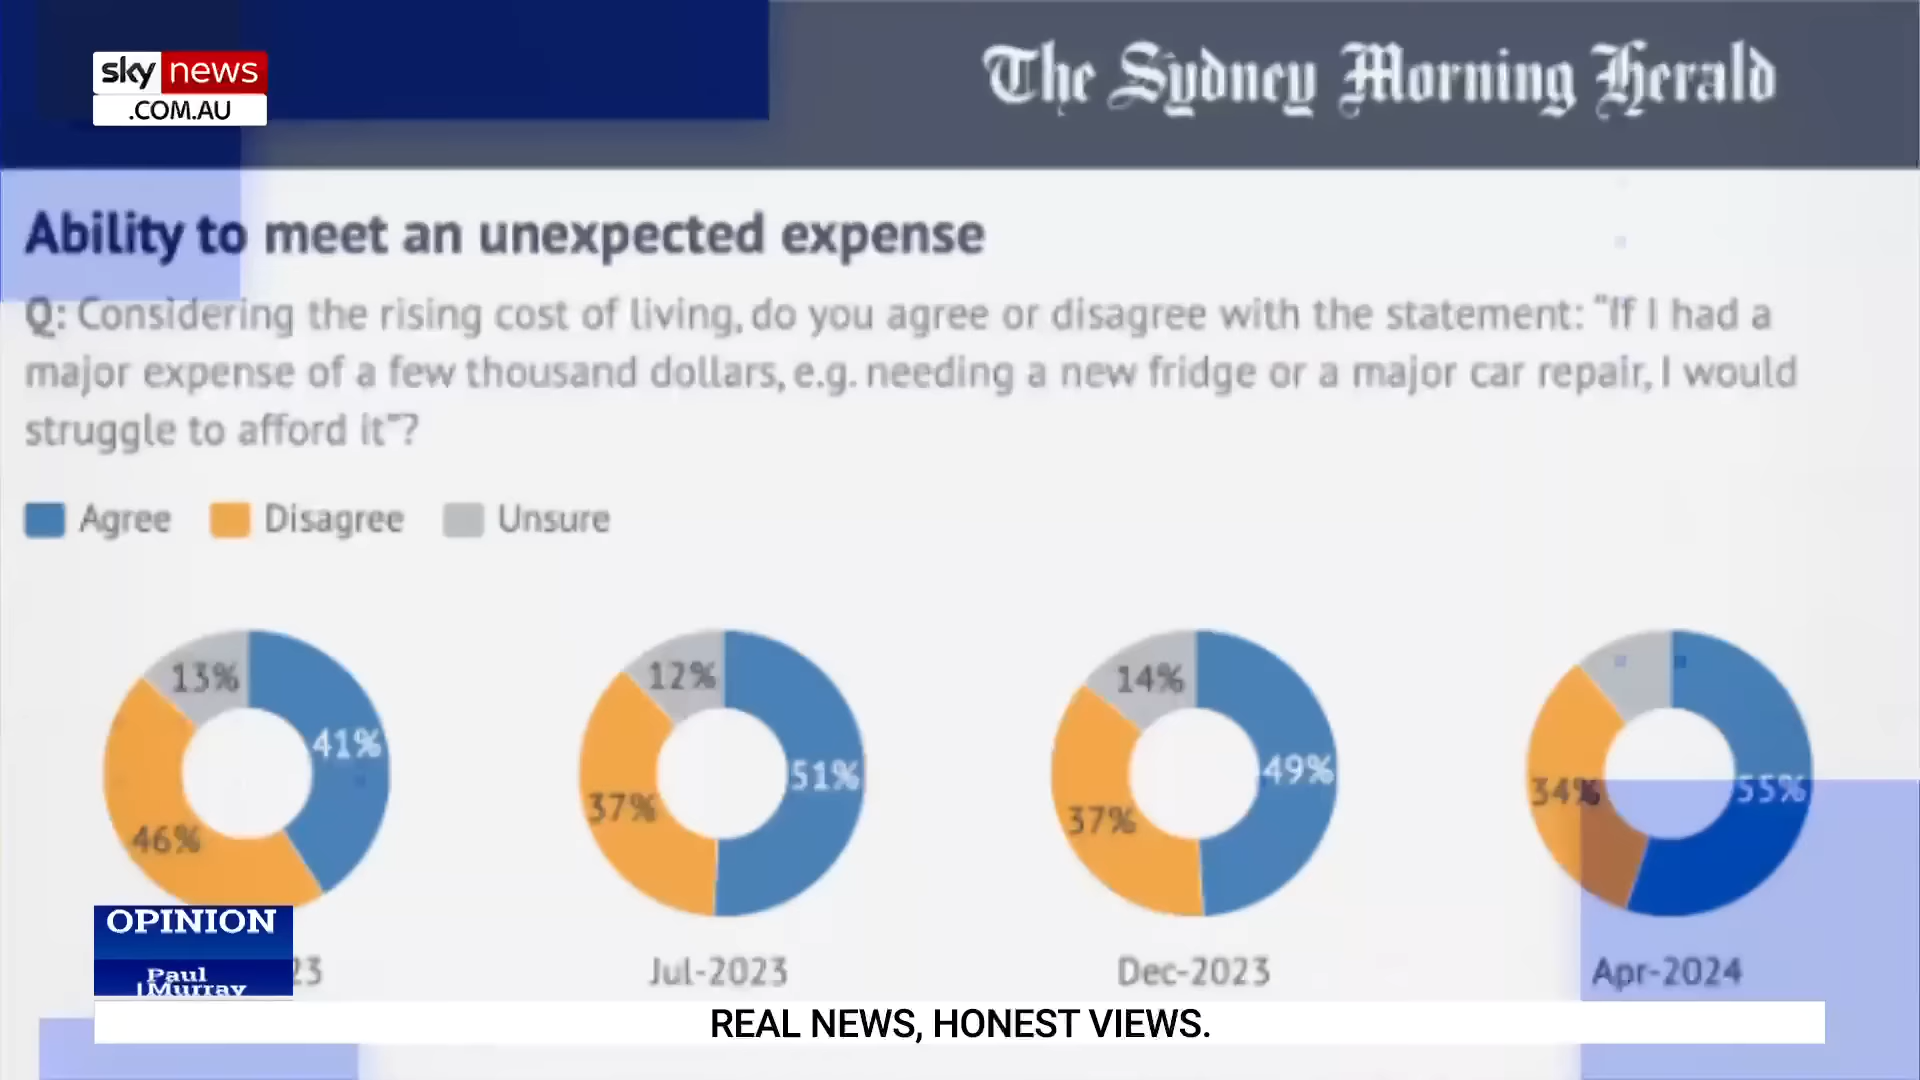 sky news
.COM.AU
The Sydney Morning Herald
Ability to meet an unexpected expense
Q: Considering the rising cost of living, do you agree or disagree with the statement: "If I had a
major expense of a few thousand dollars, e.g. needing a new fridge or a major car repair, I would
struggle to afford it"?
Agree Disagree Unsure
13% 41% 46%
12% 51% 37%
14% 49% 37%
55% 34%
23 Jul-2023 Dec-2023 Apr-2024
OPINION
Paul
Murray
REAL NEWS, HONEST VIEWS.